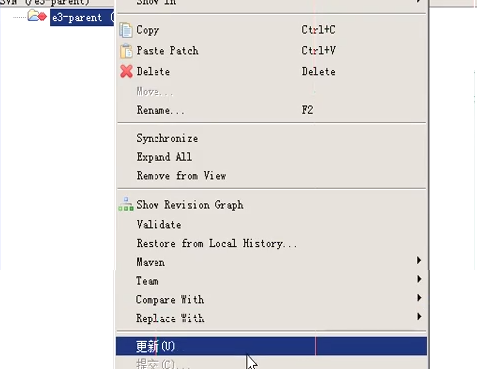 SVN (/e3-parent)
Show In
e3-parent (
Copy Ctrl+C
Paste Patch Ctrl+V
Delete Delete
Move...
Rename... F2
Synchronize
Expand All
Remove from View
Show Revision Graph
Validate
Restore from Local History...
Maven
Team
Compare With
Replace With
更新(U)
提交(C)...